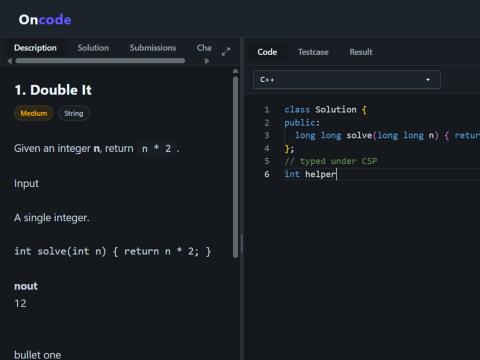 Oncode
Description Solution Submissions Cha
1. Double It
Medium String
Given an integer n, return n * 2 .
Input
A single integer.
int solve(int n) { return n * 2; }
nout
12
bullet one
Code Testcase Result
C++
1 class Solution {
2 public:
3 long long solve(long long n) { retur
4 };
5 // typed under CSP
6 int helper